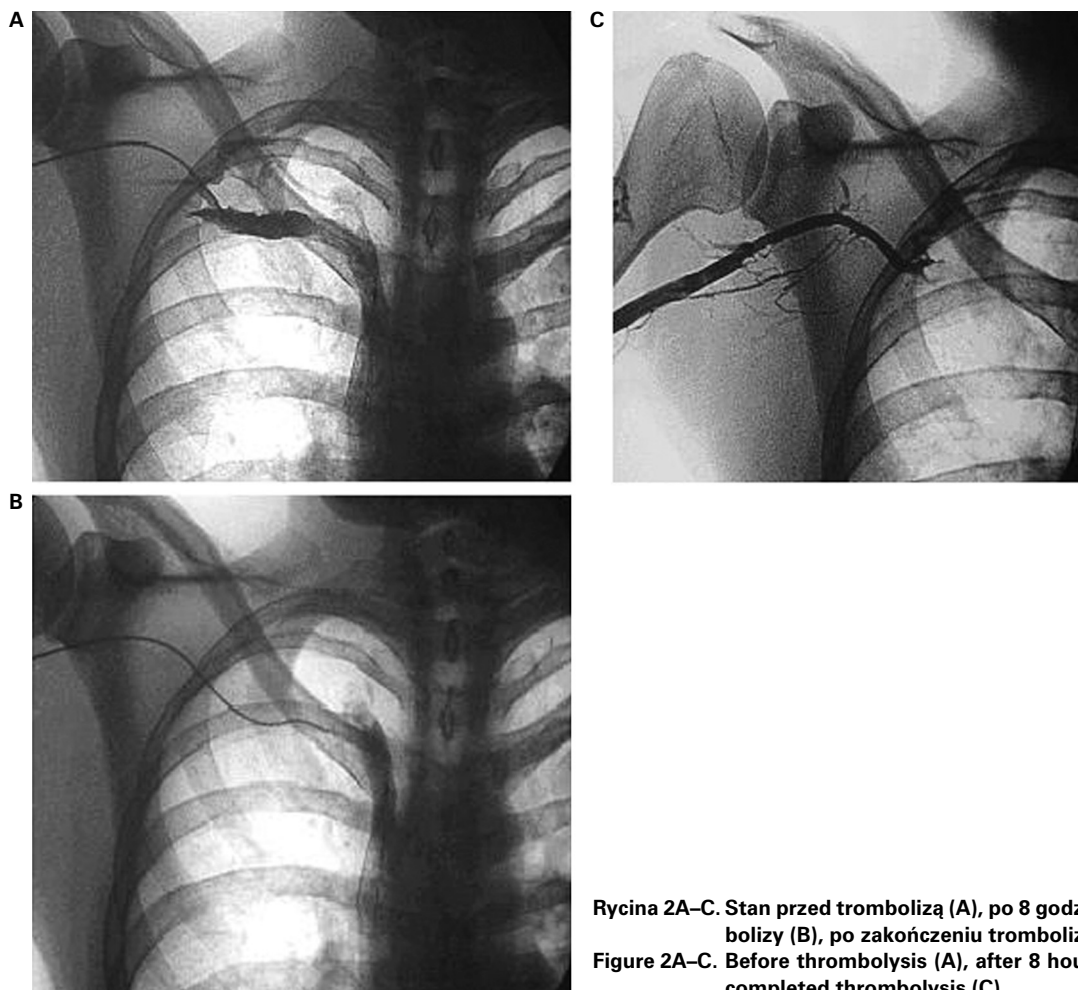 A
C
B
Rycina 2A–C. Stan przed trombolizą (A), po 8 godz
bolizy (B), po zakończeniu tromboliz
Figure 2A–C. Before thrombolysis (A), after 8 hou
completed thrombolysis (C)